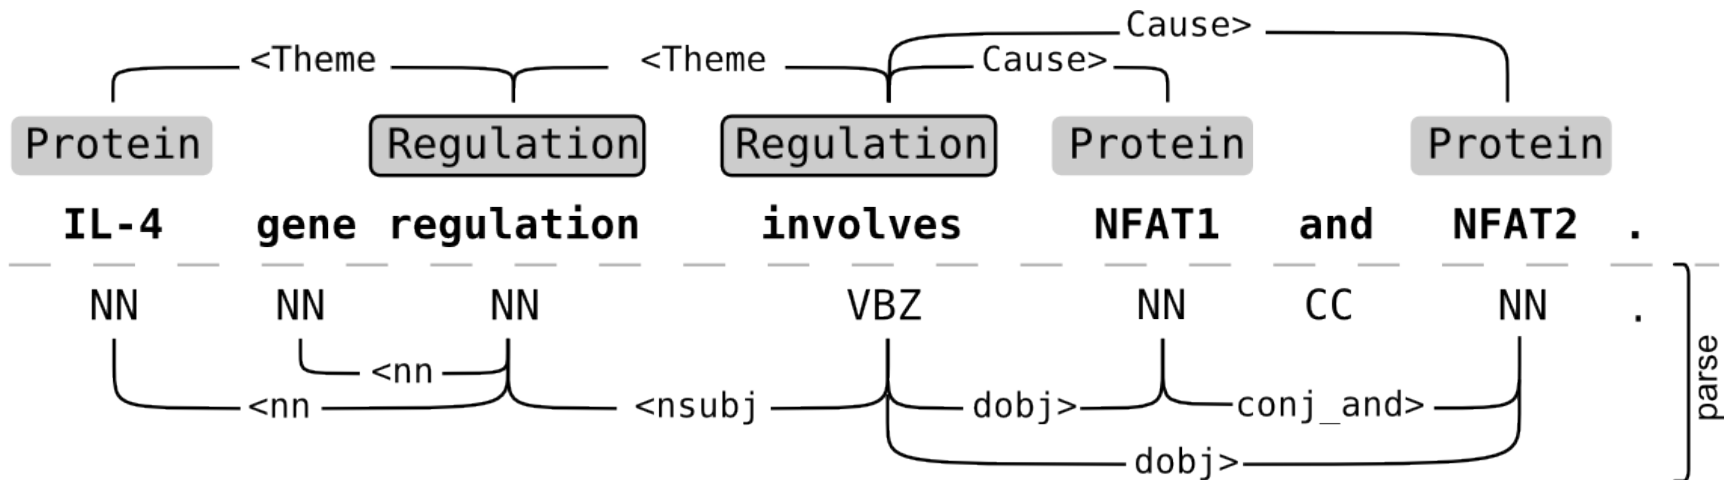 Cause>
<Theme <Theme Cause>
Protein Regulation Regulation Protein Protein
IL-4 gene regulation involves NFAT1 and NFAT2 .
NN NN NN VBZ NN CC NN .
<nn
<nn <nsubj dobj> conj_and>
dobj>
parse